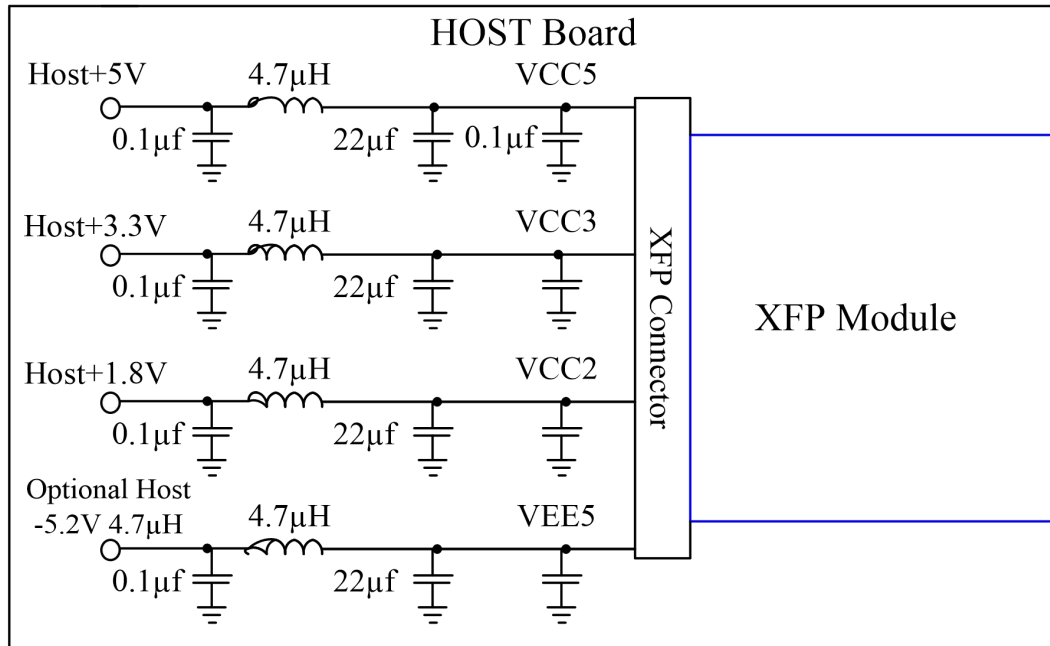 HOST Board
Host+5V
4.7μH
VCC5
0.1μf
22μf
0.1μf
Host+3.3V
4.7μH
VCC3
0.1μf
22μf
Host+1.8V
4.7μH
VCC2
0.1μf
22μf
Optional Host
-5.2V 4.7μH
4.7μH
VEE5
0.1μf
22μf
XFP Connector
XFP Module